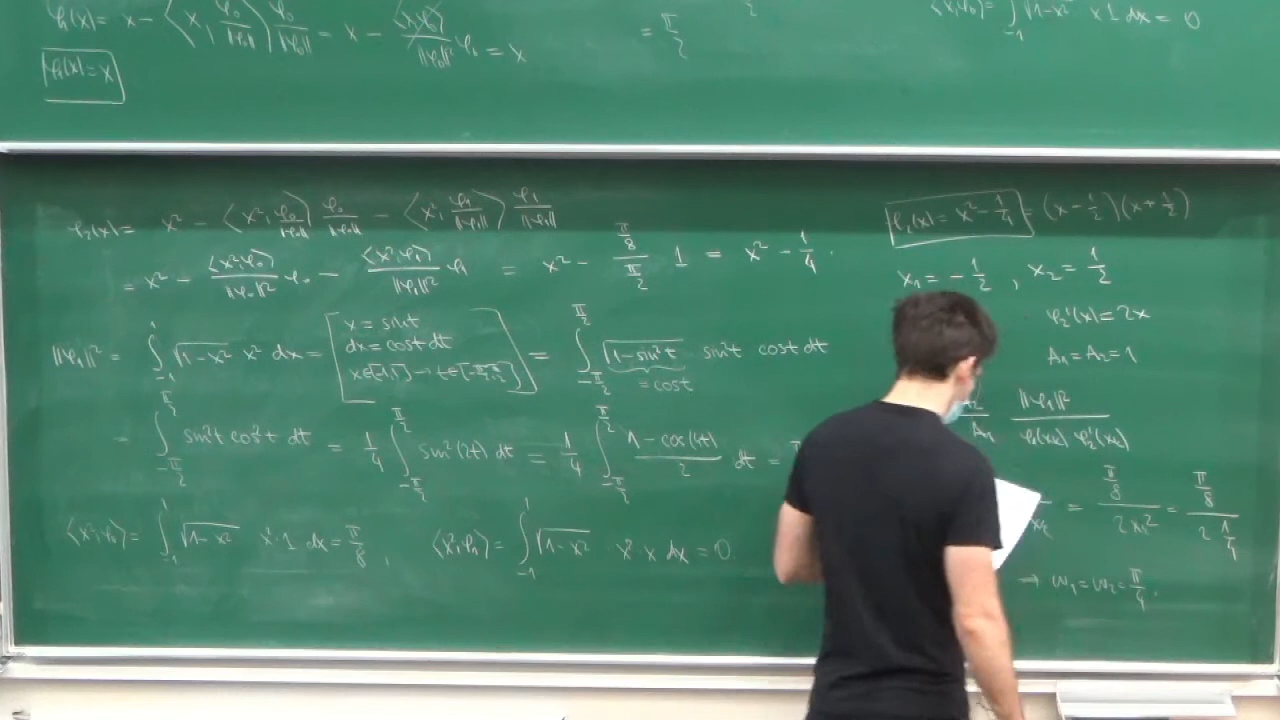 φ₁(x) = x - ⟨x, φ₀/||φ₀||⟩ φ₀/||φ₀|| = x - ⟨x,φ₀⟩/||φ₀||² φ₀ = x
φ₁(x) = x
= π/2
⟨x,φ₀⟩ = ∫₋₁ √(1-x²) x 1 dx = 0
φ₂(x) = x² - ⟨x², φ₀/||φ₀||⟩ φ₀/||φ₀|| - ⟨x², φ₁/||φ₁||⟩ φ₁/||φ₁||
= x² - ⟨x²,φ₀⟩/||φ₀||² φ₀ - ⟨x²,φ₁⟩/||φ₁||² φ₁ = x² - (π/8)/(π/2) 1 = x² - 1/4.
||φ₁||² = ∫₋₁¹ √(1-x²) x² dx = [x = sin t
dx = cos t dt
x∈[-1,1] → t∈[-π/2,π/2]] = ∫_{-π/2}^{π/2} √(1-sin²t) sin²t cos t dt
= cos t
= ∫_{-π/2}^{π/2} sin²t cos²t dt = 1/4 ∫_{-π/2}^{π/2} sin²(2t) dt = 1/4 ∫_{-π/2}^{π/2} (1-cos(4t))/2 dt =
⟨x²,φ₀⟩ = ∫₋₁¹ √(1-x²) x²·1 dx = π/8, ⟨x²,φ₁⟩ = ∫₋₁¹ √(1-x²) x²·x dx = 0.
φ₂(x) = x² - 1/4 = (x - 1/2)(x + 1/2)
x₁ = -1/2, x₂ = 1/2
φ₂'(x) = 2x
A₁ = A₂ = 1
A₂/A₁ ||φ₁||²/(φ₁(xₖ) φ₂'(xₖ))
= (π/8)/(2xₖ²) = (π/8)/(2 1/4)
⇒ w₁ = w₂ = π/4.